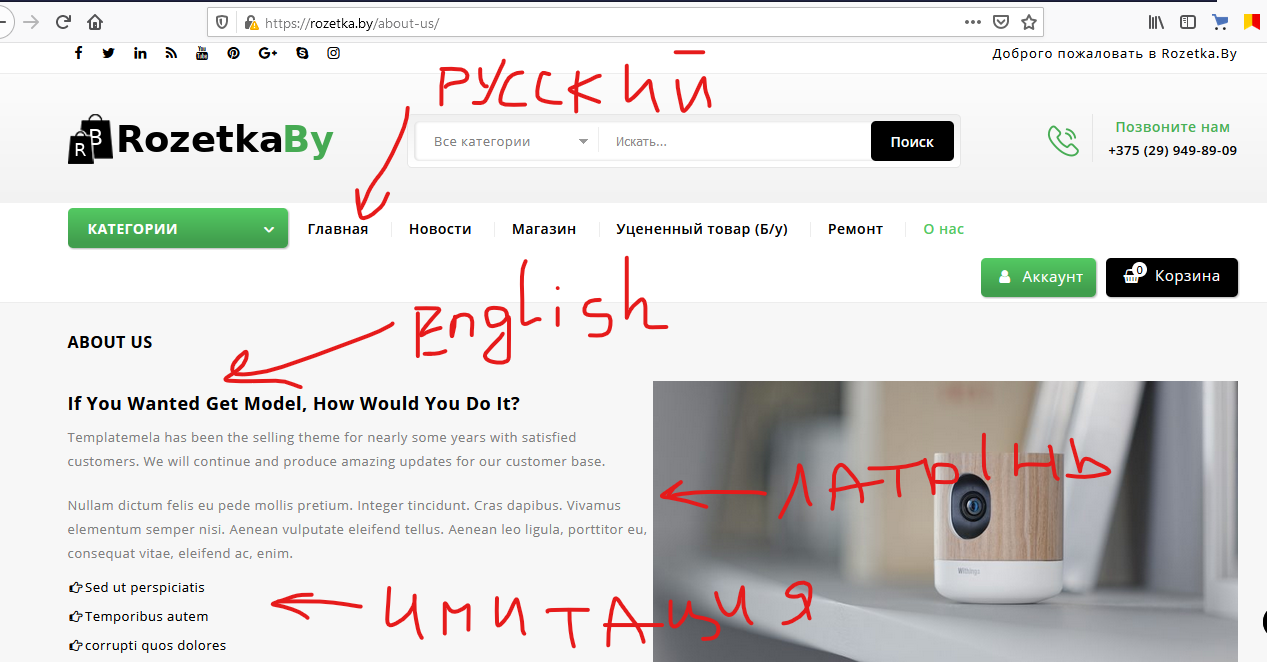 https://rozetka.by/about-us/
Доброго пожаловать в Rozetka.By
РУССКИЙ
RB RozetkaBy
Все категории Искать... Поиск
Позвоните нам
+375 (29) 949-89-09
КАТЕГОРИИ Главная Новости Магазин Уцененный товар (Б/у) Ремонт О нас
Аккаунт 0 Корзина
English
ABOUT US
If You Wanted Get Model, How Would You Do It?
Templatemela has been the selling theme for nearly some years with satisfied
customers. We will continue and produce amazing updates for our customer base.
Nullam dictum felis eu pede mollis pretium. Integer tincidunt. Cras dapibus. Vivamus
elementum semper nisi. Aenean vulputate eleifend tellus. Aenean leo ligula, porttitor eu,
consequat vitae, eleifend ac, enim.
Withings
Sed ut perspiciatis
Temporibus autem
corrupti quos dolores
ИМИТАЦИЯ